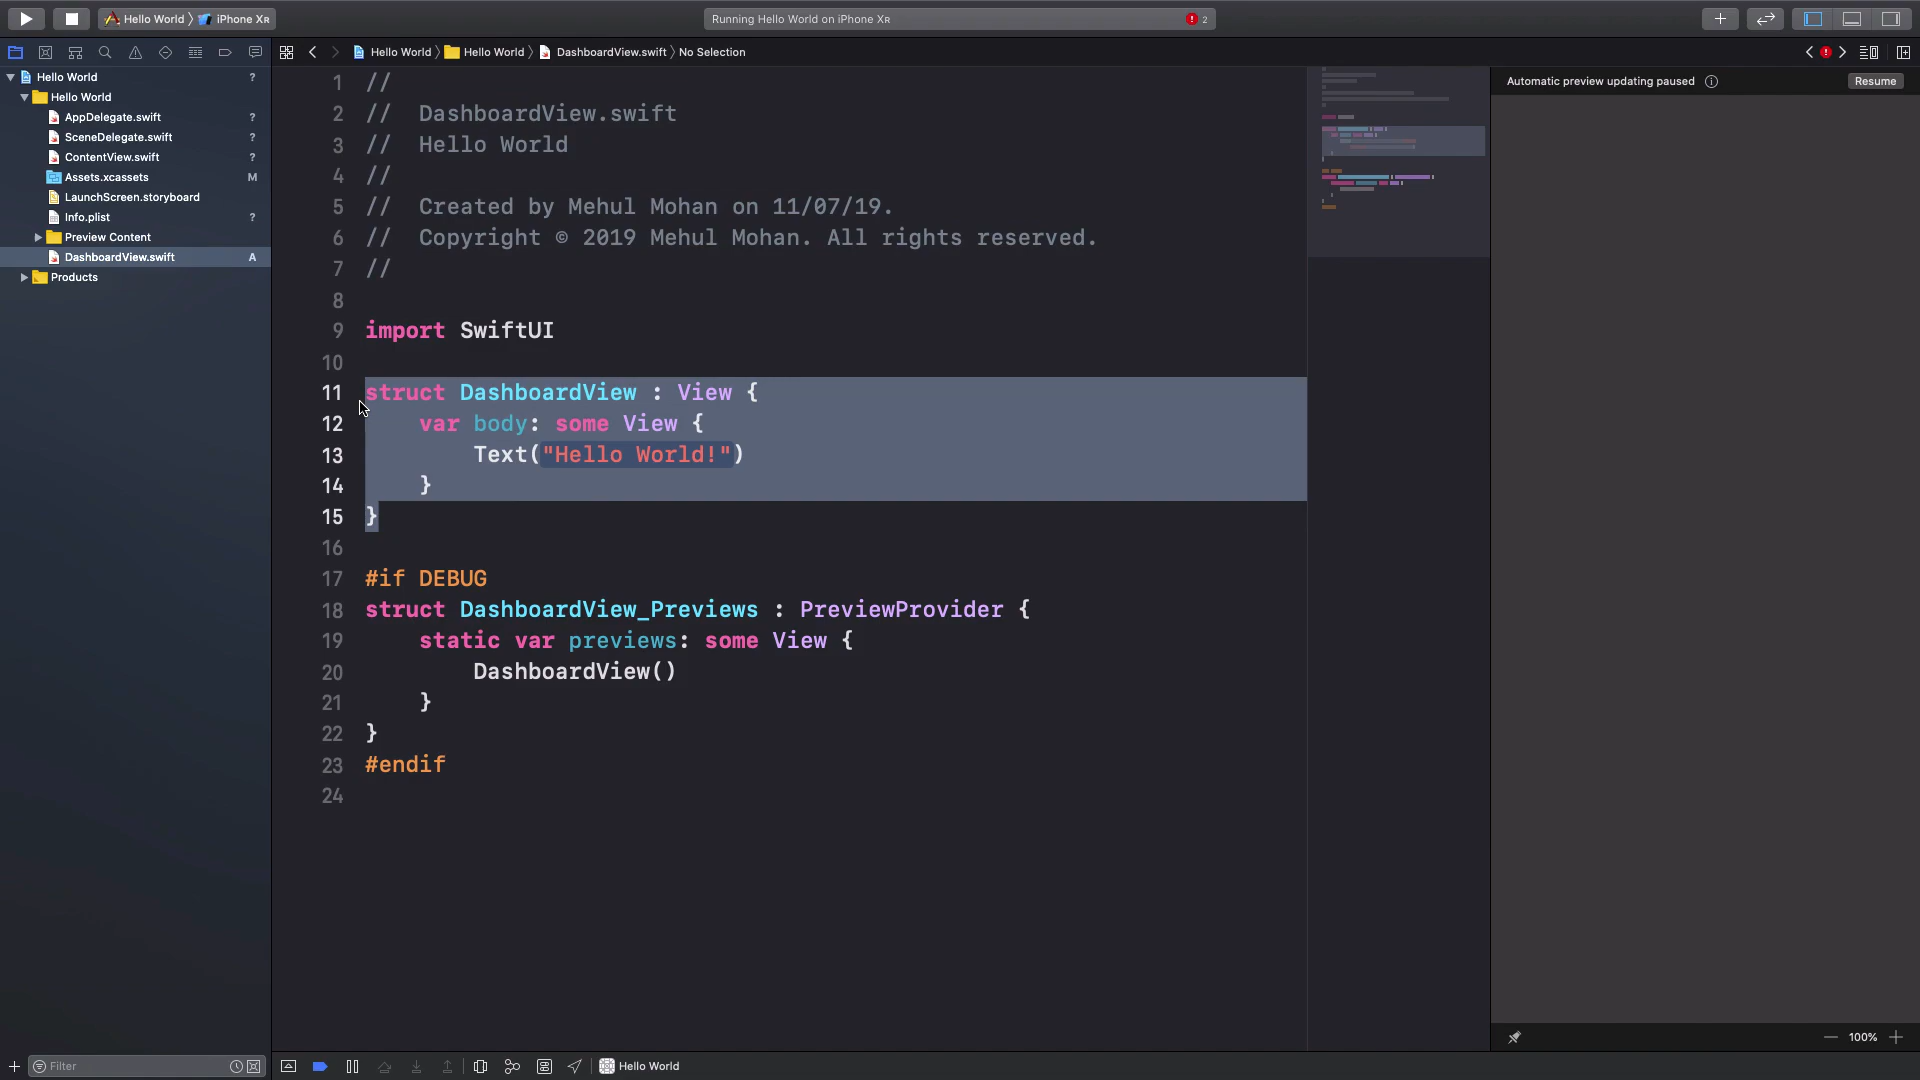 Hello World
iPhone XR
Running Hello World on iPhone XR
2
Hello World
Hello World
DashboardView.swift
No Selection
Hello World
?
Hello World
AppDelegate.swift
?
SceneDelegate.swift
?
ContentView.swift
?
Assets.xcassets
M
LaunchScreen.storyboard
Info.plist
?
Preview Content
DashboardView.swift
A
Products
Filter
1 //
2 //  DashboardView.swift
3 //  Hello World
4 //
5 //  Created by Mehul Mohan on 11/07/19.
6 //  Copyright © 2019 Mehul Mohan. All rights reserved.
7 //
8
9 import SwiftUI
10
11 struct DashboardView : View {
12     var body: some View {
13         Text("Hello World!")
14     }
15 }
16
17 #if DEBUG
18 struct DashboardView_Previews : PreviewProvider {
19     static var previews: some View {
20         DashboardView()
21     }
22 }
23 #endif
24
Automatic preview updating paused
Resume
100%
Hello World